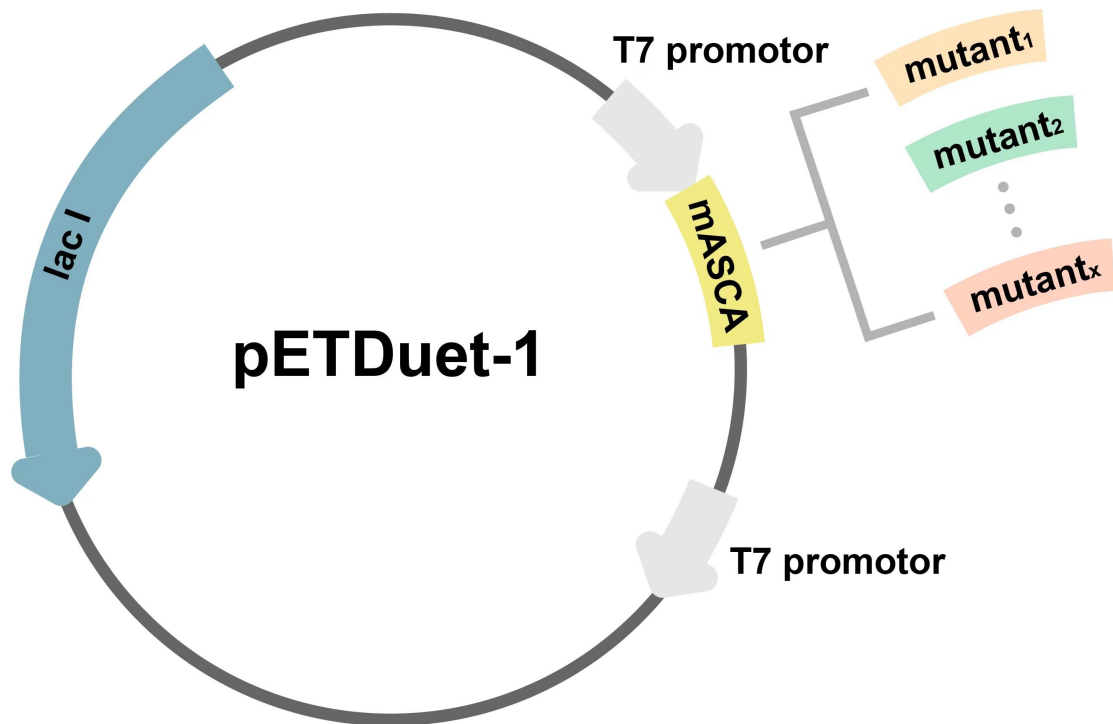 T7 promotor
mutant₁
mutant₂
mutantₓ
mASCA
lac I
pETDuet-1
T7 promotor